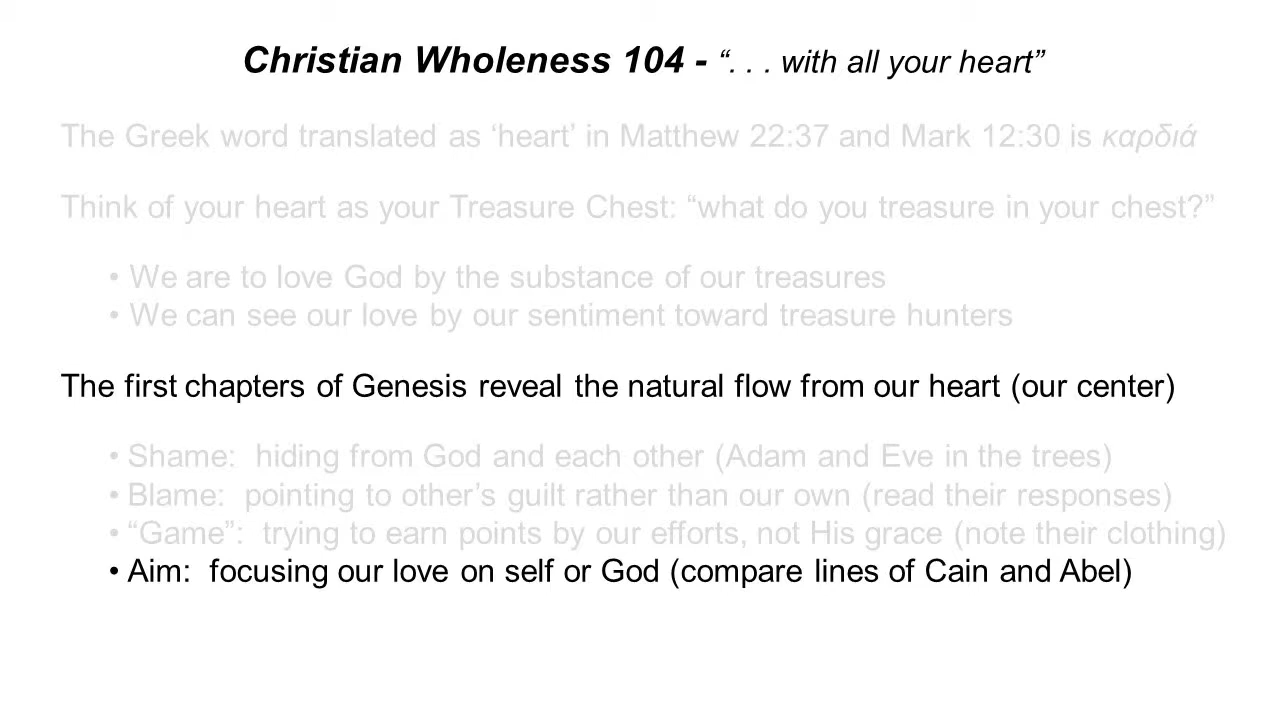 Christian Wholeness 104 - “. . . with all your heart”
The Greek word translated as ‘heart’ in Matthew 22:37 and Mark 12:30 is καρδιά
Think of your heart as your Treasure Chest: “what do you treasure in your chest?”
• We are to love God by the substance of our treasures
• We can see our love by our sentiment toward treasure hunters
The first chapters of Genesis reveal the natural flow from our heart (our center)
• Shame:  hiding from God and each other (Adam and Eve in the trees)
• Blame:  pointing to other’s guilt rather than our own (read their responses)
• “Game”:  trying to earn points by our efforts, not His grace (note their clothing)
• Aim:  focusing our love on self or God (compare lines of Cain and Abel)